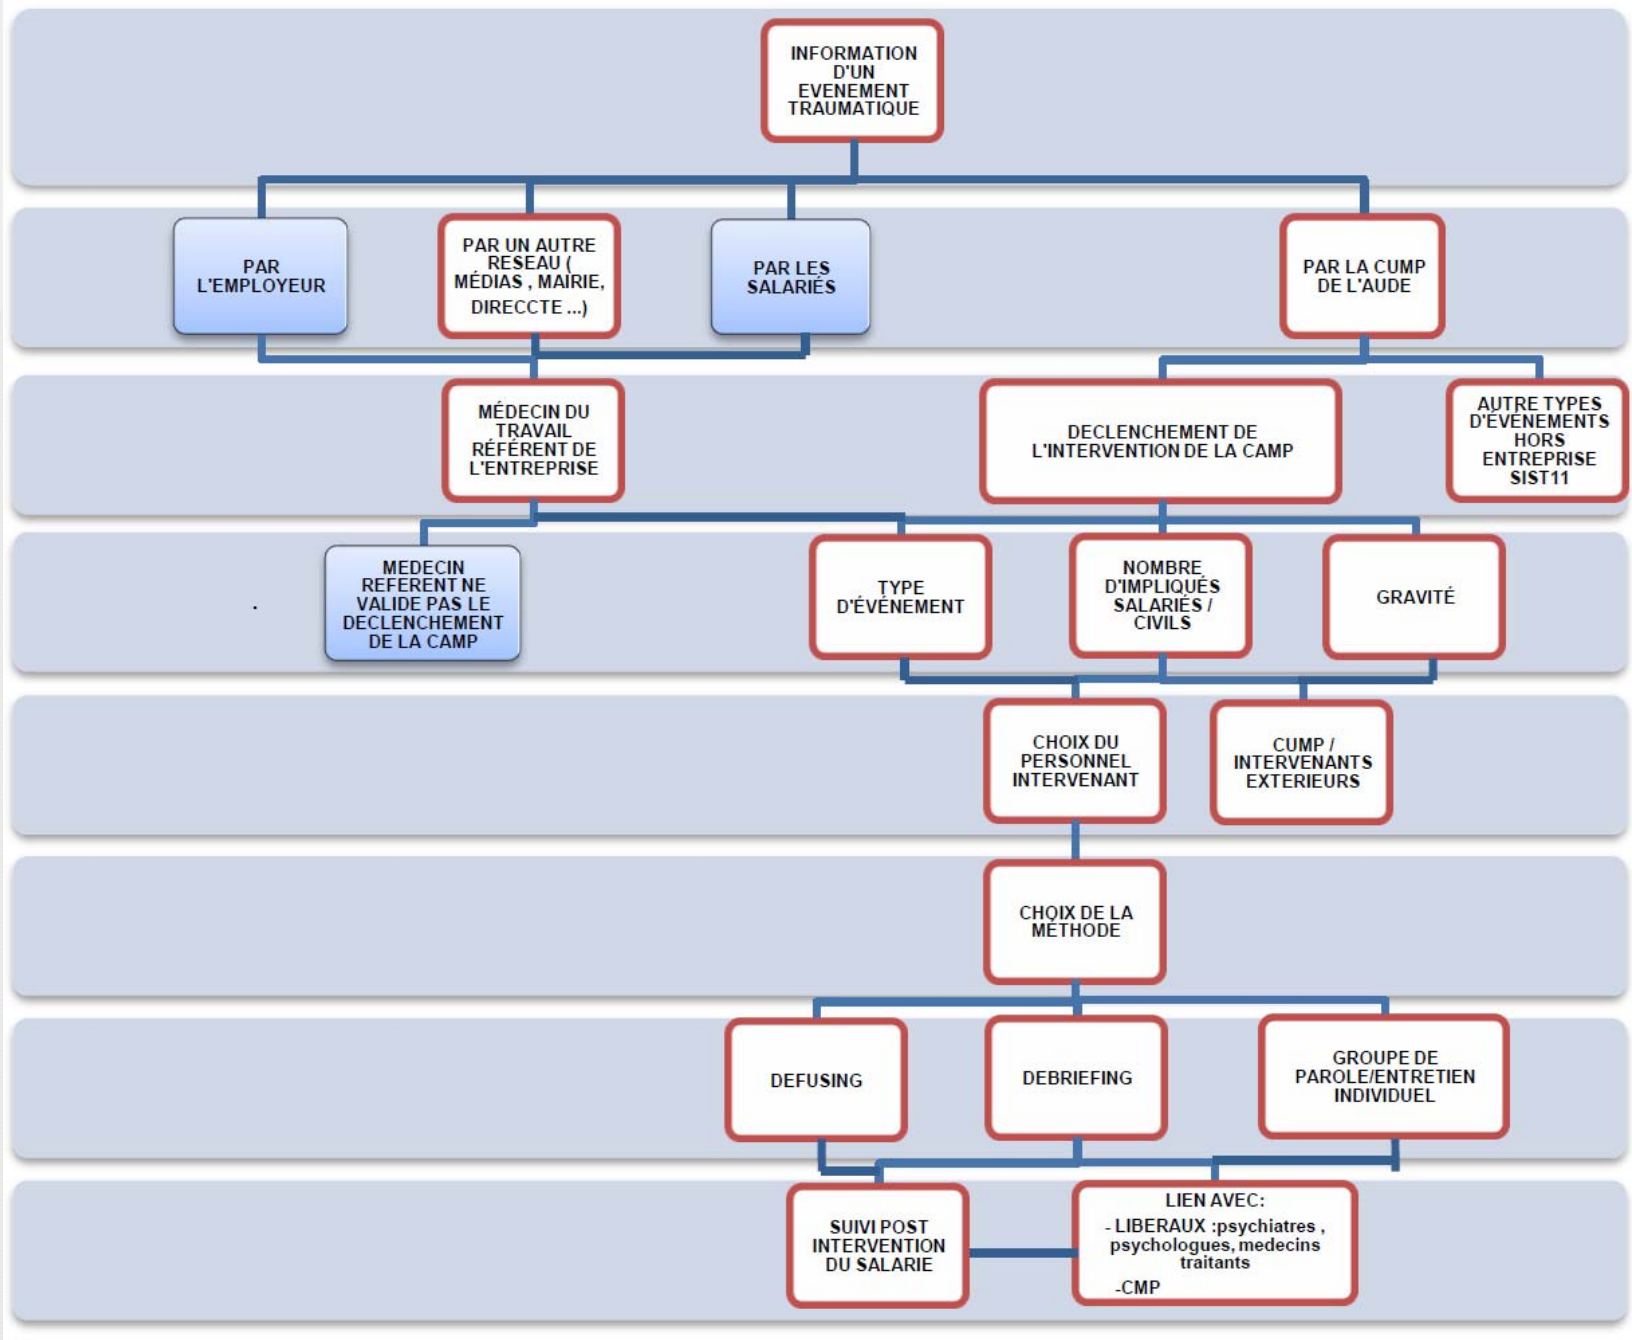 INFORMATION
D'UN
EVENEMENT
TRAUMATIQUE
PAR
L'EMPLOYEUR
PAR UN AUTRE
RESEAU (
MÉDIAS , MAIRIE,
DIRECCTE ...)
PAR LES
SALARIÉS
PAR LA CUMP
DE L'AUDE
MÉDECIN DU
TRAVAIL
RÉFÉRENT DE
L'ENTREPRISE
DECLENCHEMENT DE
L'INTERVENTION DE LA CAMP
AUTRE TYPES
D'ÉVÉNEMENTS
HORS
ENTREPRISE
SIST11
MEDECIN
REFERENT NE
VALIDE PAS LE
DECLENCHEMENT
DE LA CAMP
TYPE
D'ÉVÉNEMENT
NOMBRE
D'IMPLIQUÉS
SALARIÉS /
CIVILS
GRAVITÉ
CHOIX DU
PERSONNEL
INTERVENANT
CUMP /
INTERVENANTS
EXTERIEURS
CHOIX DE LA
MÉTHODE
DEFUSING
DEBRIEFING
GROUPE DE
PAROLE/ENTRETIEN
INDIVIDUEL
SUIVI POST
INTERVENTION
DU SALARIE
LIEN AVEC:
- LIBERAUX :psychiatres ,
psychologues, medecins
traitants
-CMP